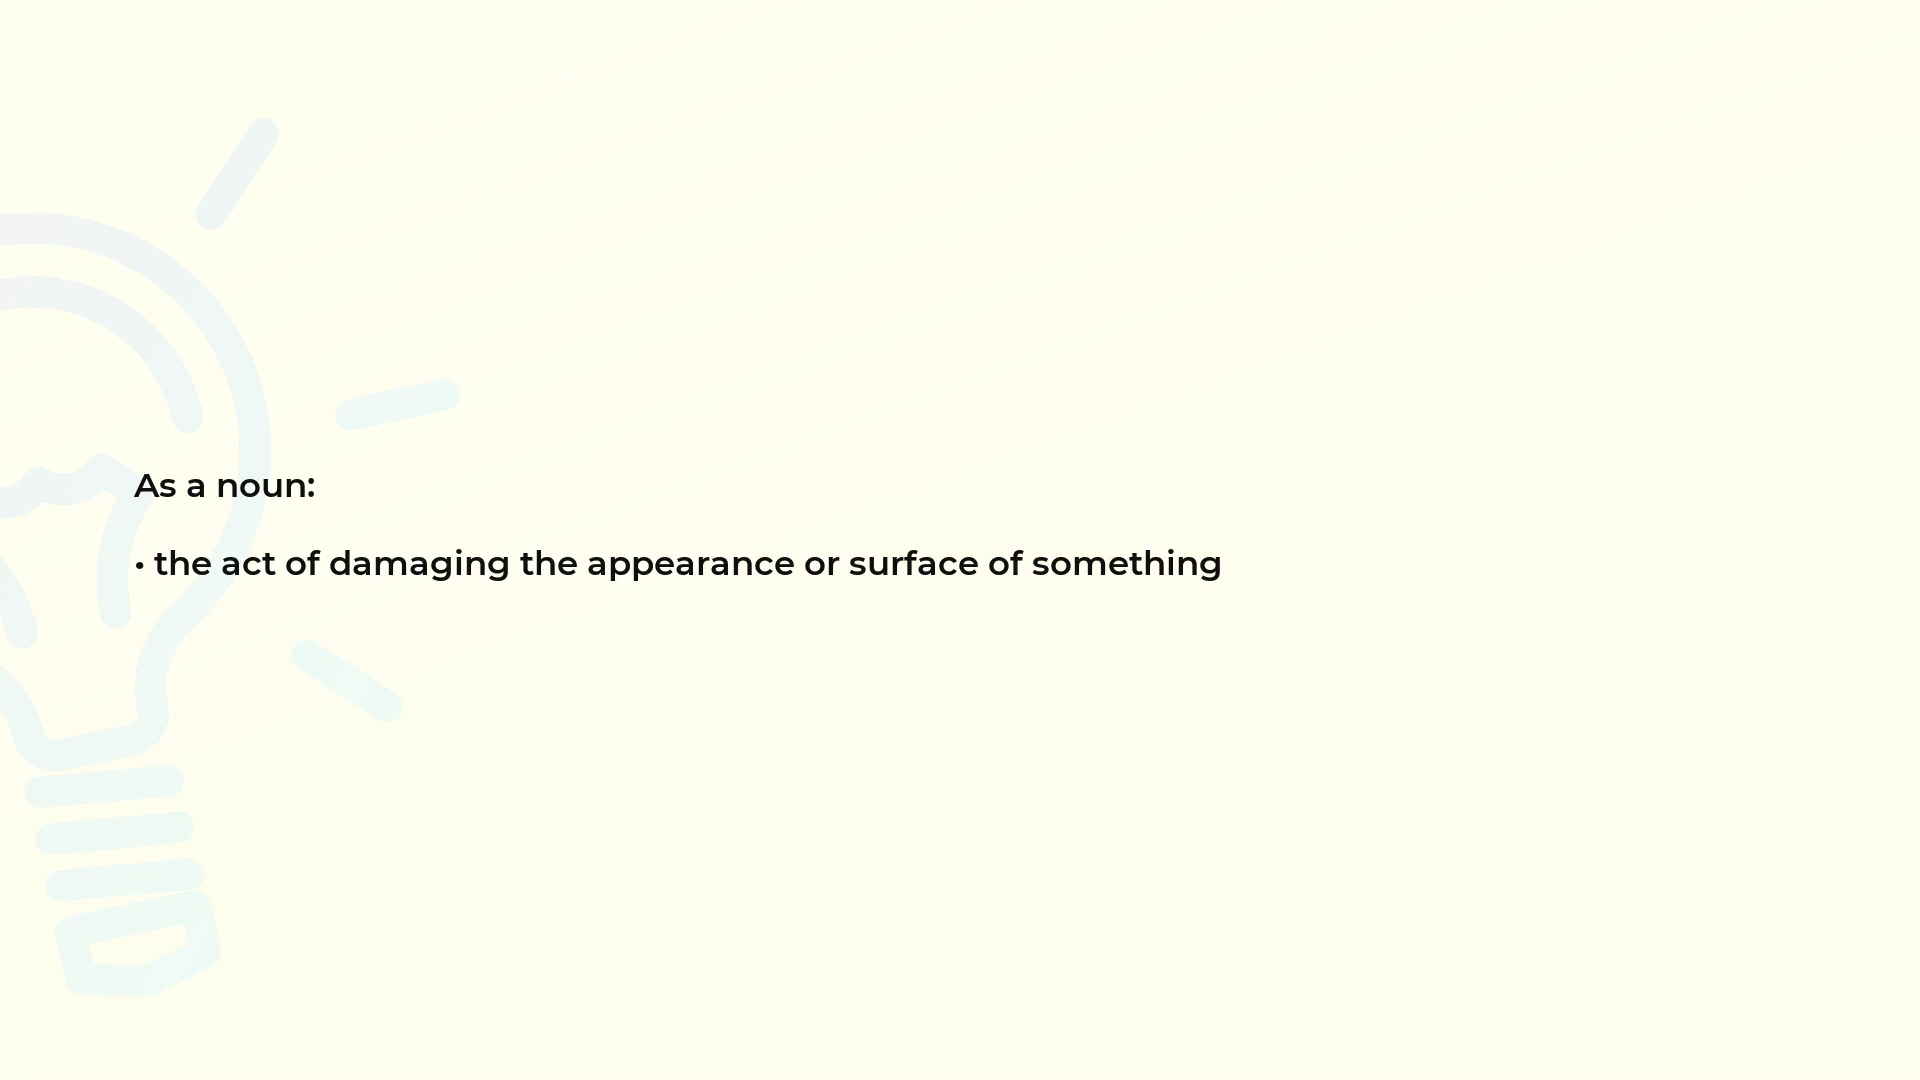 As a noun:
• the act of damaging the appearance or surface of something